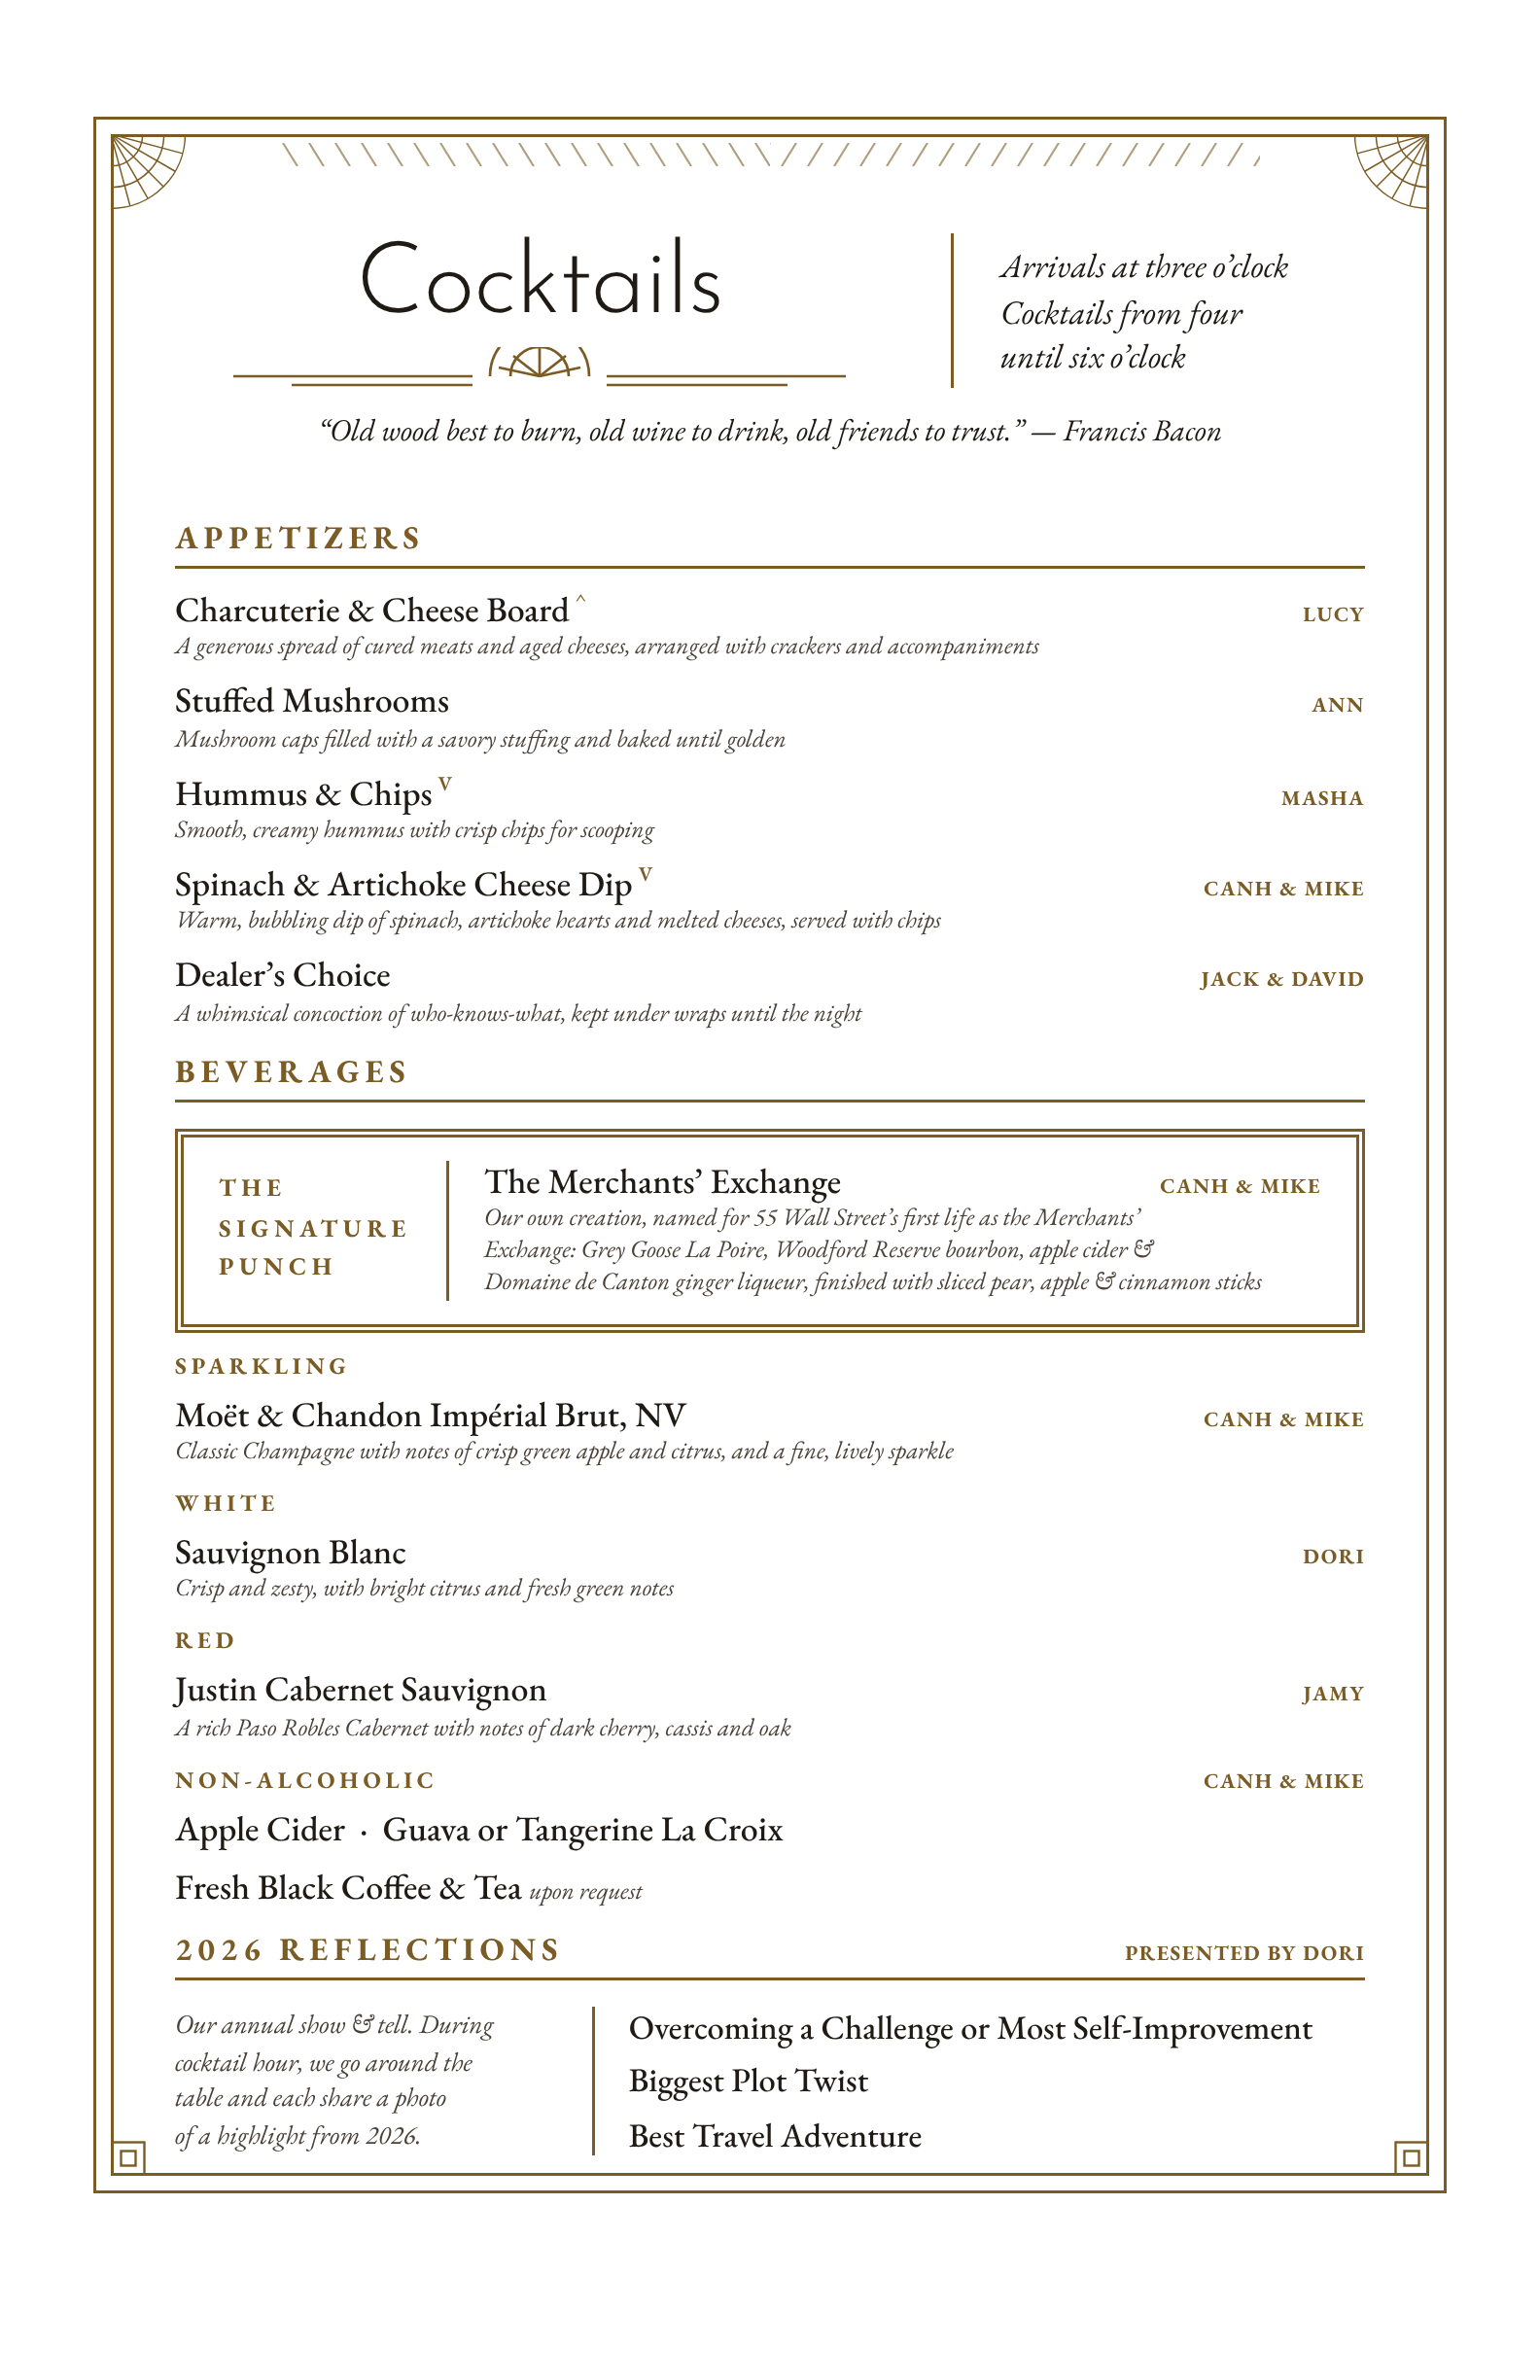 Cocktails
Arrivals at three o’clock
Cocktails from four
until six o’clock
“Old wood best to burn, old wine to drink, old friends to trust.” — Francis Bacon
APPETIZERS
Charcuterie & Cheese Board ^ LUCY
A generous spread of cured meats and aged cheeses, arranged with crackers and accompaniments
Stuffed Mushrooms ANN
Mushroom caps filled with a savory stuffing and baked until golden
Hummus & Chips V MASHA
Smooth, creamy hummus with crisp chips for scooping
Spinach & Artichoke Cheese Dip V CANH & MIKE
Warm, bubbling dip of spinach, artichoke hearts and melted cheeses, served with chips
Dealer’s Choice JACK & DAVID
A whimsical concoction of who-knows-what, kept under wraps until the night
BEVERAGES
THE
SIGNATURE
PUNCH
The Merchants’ Exchange CANH & MIKE
Our own creation, named for 55 Wall Street’s first life as the Merchants’
Exchange: Grey Goose La Poire, Woodford Reserve bourbon, apple cider &
Domaine de Canton ginger liqueur, finished with sliced pear, apple & cinnamon sticks
SPARKLING
Moët & Chandon Impérial Brut, NV CANH & MIKE
Classic Champagne with notes of crisp green apple and citrus, and a fine, lively sparkle
WHITE
Sauvignon Blanc DORI
Crisp and zesty, with bright citrus and fresh green notes
RED
Justin Cabernet Sauvignon JAMY
A rich Paso Robles Cabernet with notes of dark cherry, cassis and oak
NON-ALCOHOLIC CANH & MIKE
Apple Cider · Guava or Tangerine La Croix
Fresh Black Coffee & Tea upon request
2026 REFLECTIONS PRESENTED BY DORI
Our annual show & tell. During
cocktail hour, we go around the
table and each share a photo
of a highlight from 2026.
Overcoming a Challenge or Most Self-Improvement
Biggest Plot Twist
Best Travel Adventure